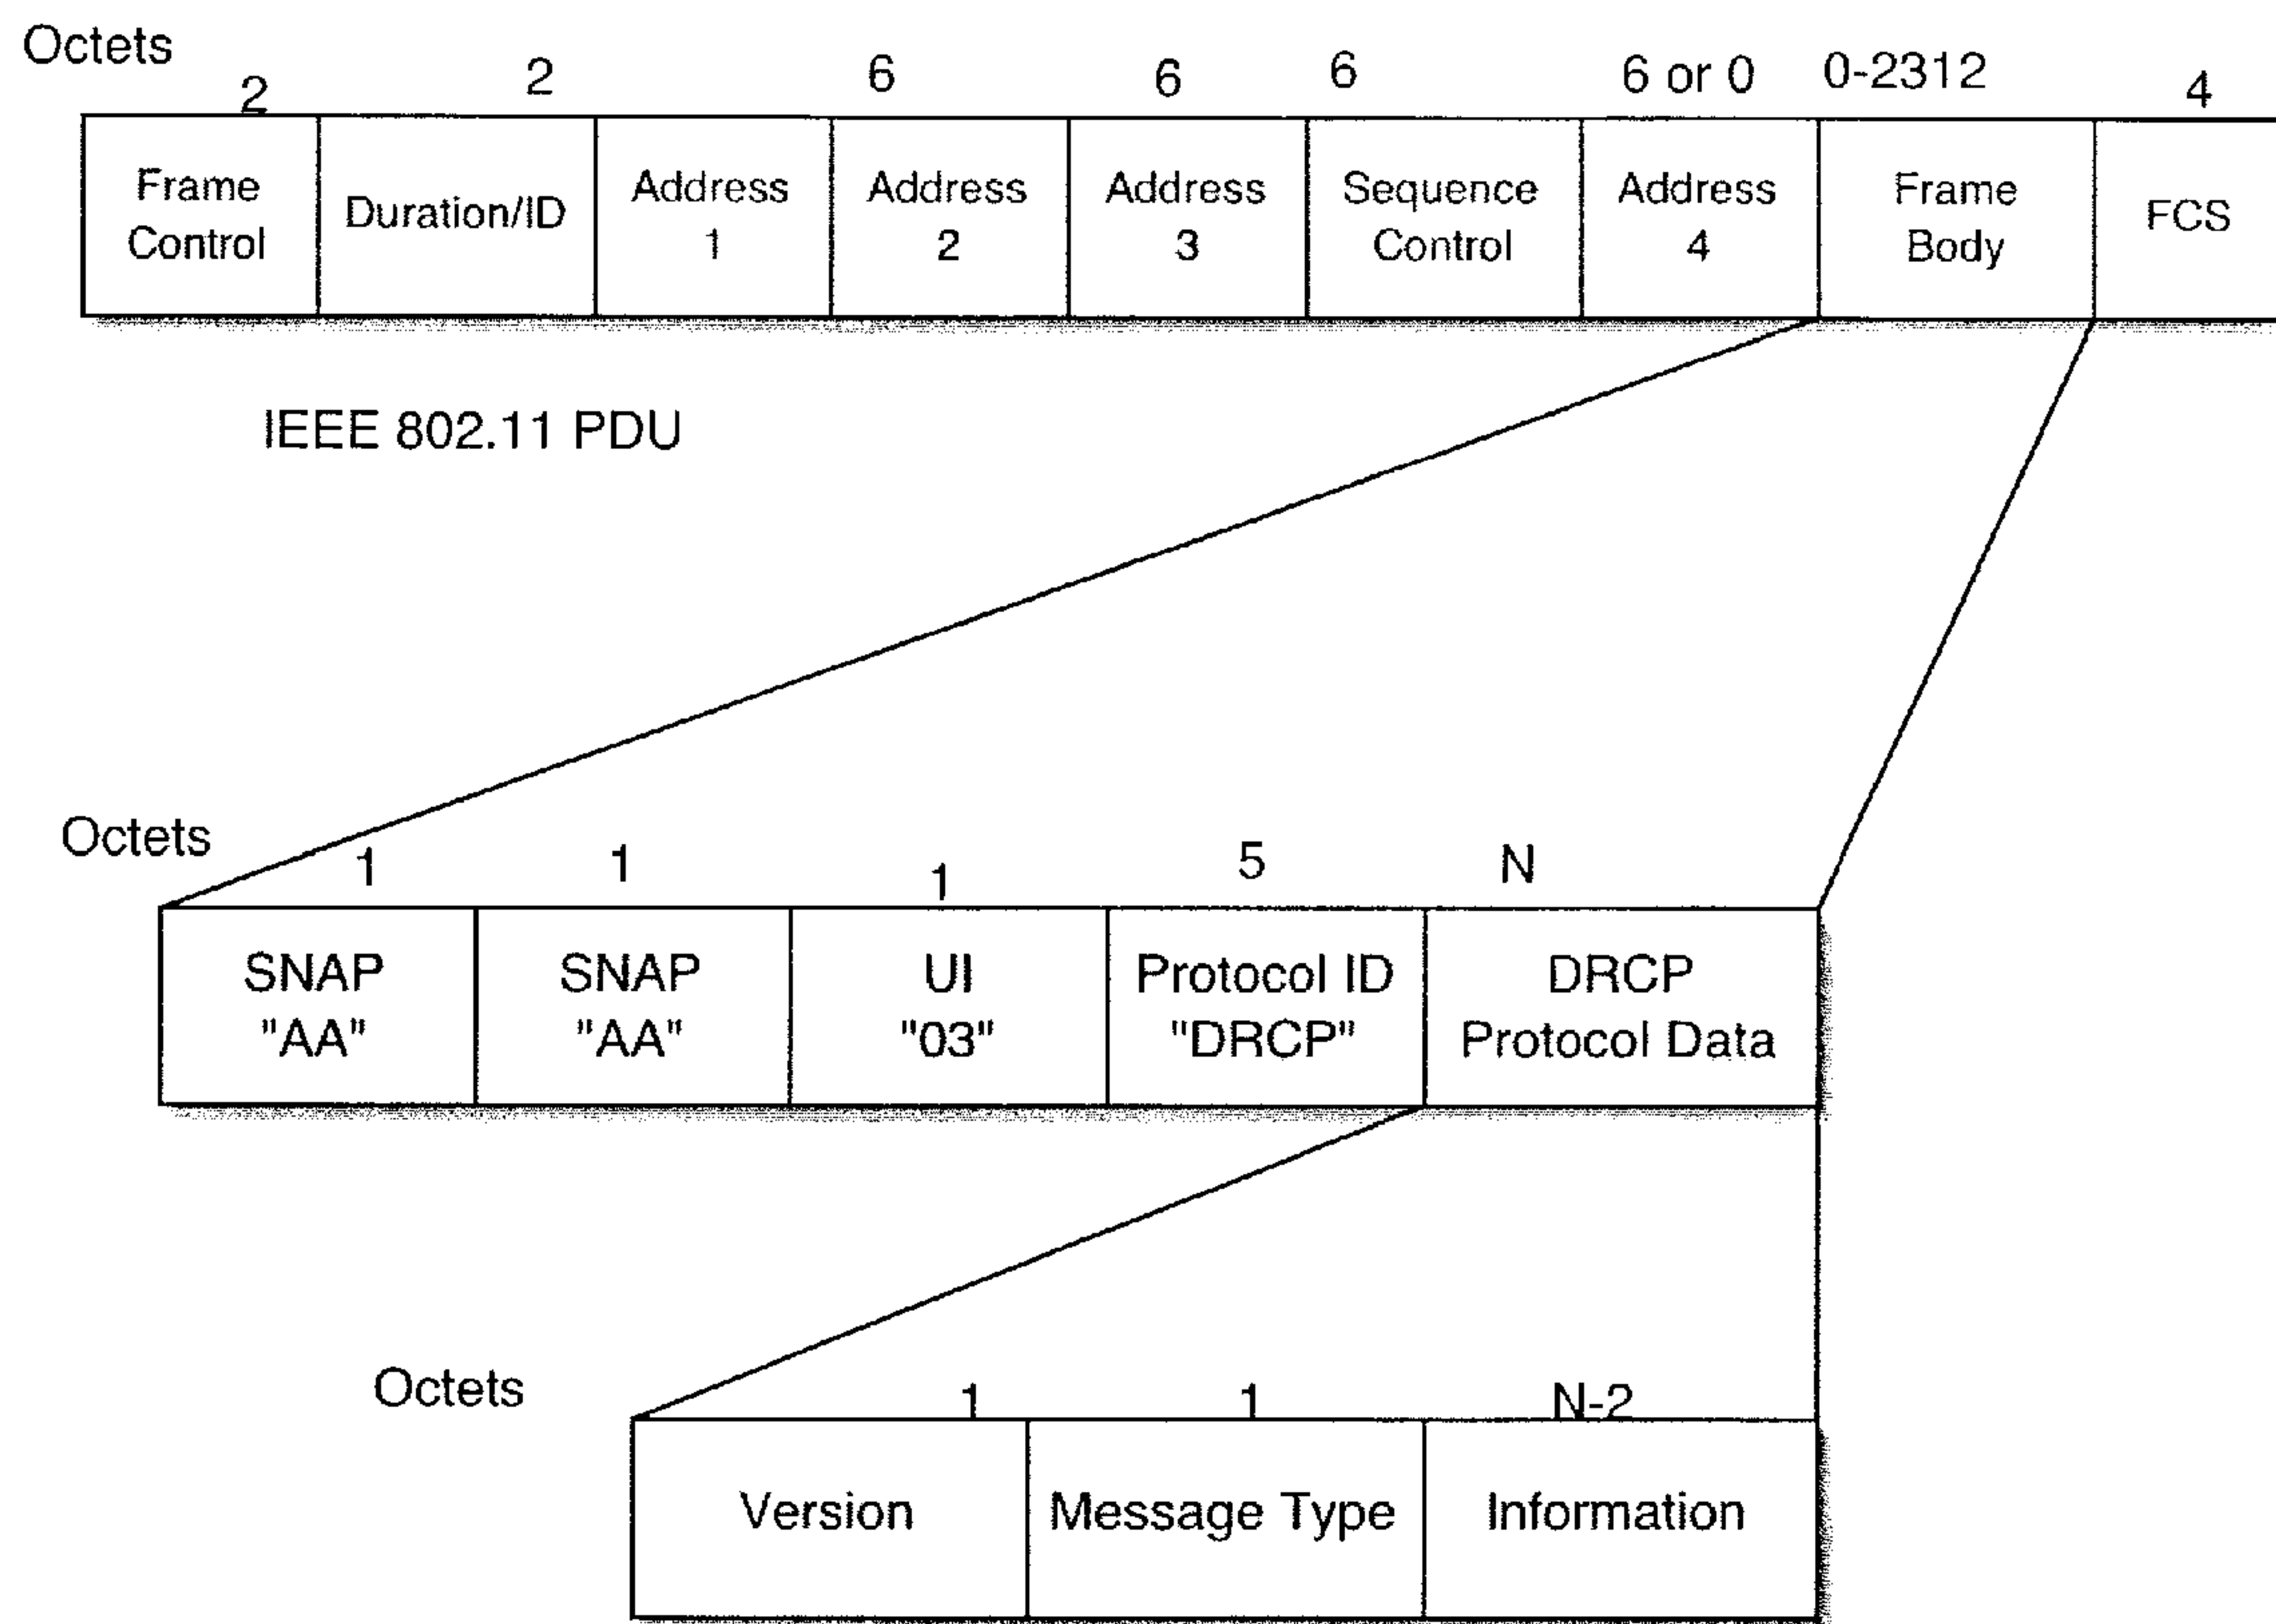 Octets
2 2 6 6 6 6 or 0 0-2312 4
Frame Control
Duration/ID
Address 1
Address 2
Address 3
Sequence Control
Address 4
Frame Body
FCS
IEEE 802.11 PDU
Octets
1 1 1 5 N
SNAP "AA"
SNAP "AA"
UI "03"
Protocol ID "DRCP"
DRCP Protocol Data
Octets
1 1 N-2
Version
Message Type
Information